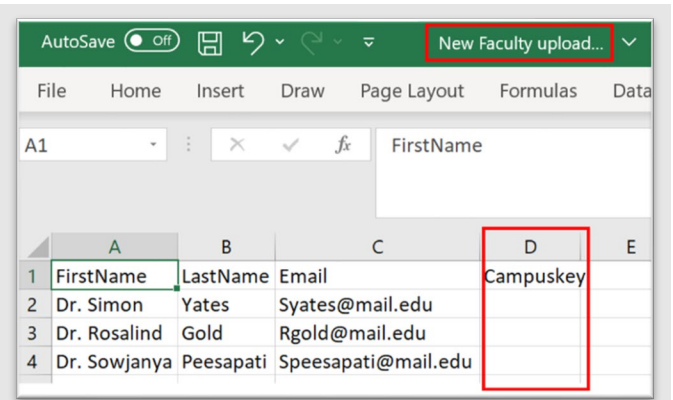 AutoSave Off New Faculty upload...
File Home Insert Draw Page Layout Formulas Data
A1 fx FirstName
A B C D E
1 FirstName LastName Email Campuskey
2 Dr. Simon Yates Syates@mail.edu
3 Dr. Rosalind Gold Rgold@mail.edu
4 Dr. Sowjanya Peesapati Speesapati@mail.edu